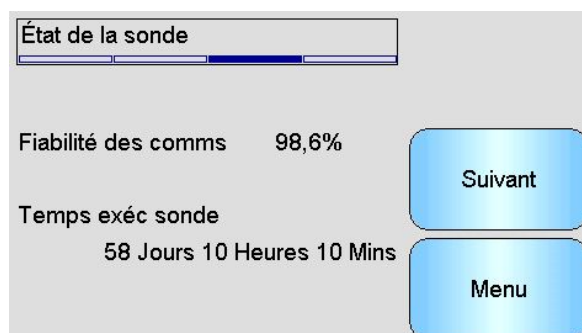 État de la sonde
Fiabilité des comms 98,6%
Suivant
Temps exéc sonde
58 Jours 10 Heures 10 Mins
Menu